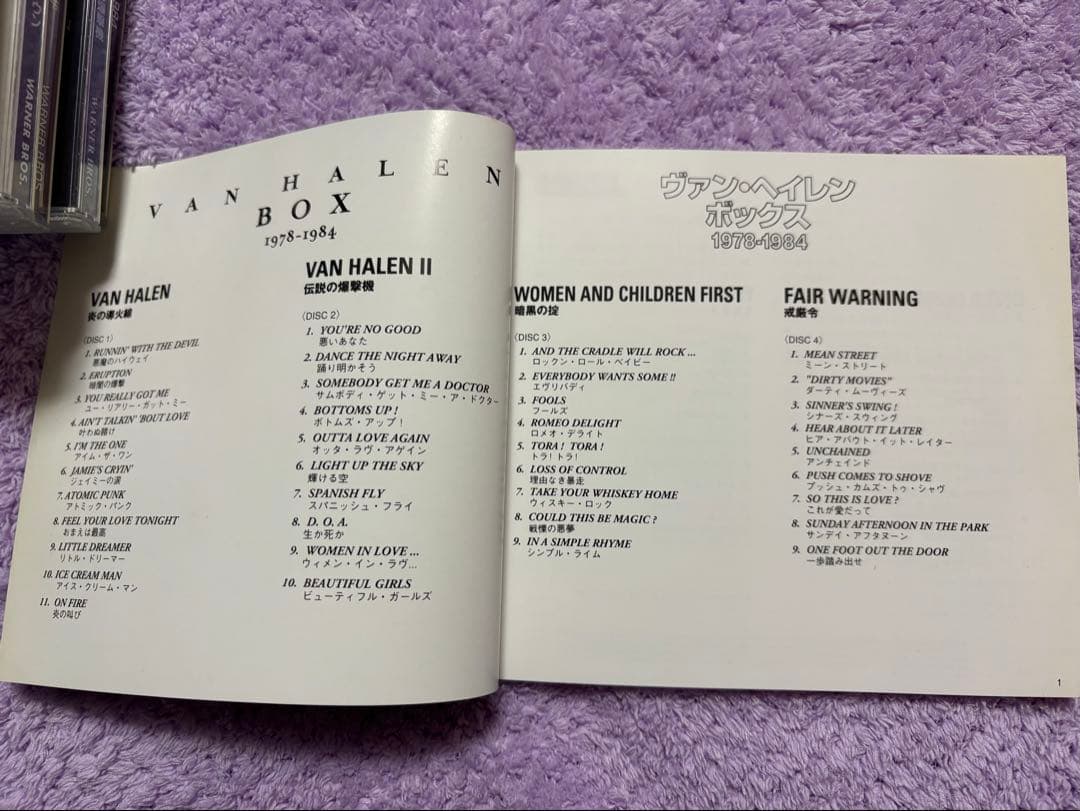 WARNER BROS.
WARNER BROS.
WARNER BROS.
VAN HALEN
BOX
1978-1984
VAN HALEN
炎の導火線
(DISC 1)
1. RUNNIN' WITH THE DEVIL
悪魔のハイウェイ
2. ERUPTION
暗闇の爆撃
3. YOU REALLY GOT ME
ユー・リアリー・ガット・ミー
4. AIN'T TALKIN' 'BOUT LOVE
叶わぬ賭け
5. I'M THE ONE
アイム・ザ・ワン
6. JAMIE'S CRYIN'
ジェイミーの涙
7. ATOMIC PUNK
アトミック・パンク
8. FEEL YOUR LOVE TONIGHT
おまえは最高
9. LITTLE DREAMER
リトル・ドリーマー
10. ICE CREAM MAN
アイス・クリーム・マン
11. ON FIRE
炎の叫び
VAN HALEN II
伝説の爆撃機
(DISC 2)
1. YOU'RE NO GOOD
悪いあなた
2. DANCE THE NIGHT AWAY
踊り明かそう
3. SOMEBODY GET ME A DOCTOR
サムボディ・ゲット・ミー・ア・ドクター
4. BOTTOMS UP !
ボトムズ・アップ!
5. OUTTA LOVE AGAIN
オッタ・ラヴ・アゲイン
6. LIGHT UP THE SKY
輝ける空
7. SPANISH FLY
スパニッシュ・フライ
8. D. O. A.
生か死か
9. WOMEN IN LOVE ...
ウィメン・イン・ラヴ...
10. BEAUTIFUL GIRLS
ビューティフル・ガールズ
ヴァン・ヘイレン
ボックス
1978-1984
WOMEN AND CHILDREN FIRST
暗黒の掟
(DISC 3)
1. AND THE CRADLE WILL ROCK ...
ロックン・ロール・ベイビー
2. EVERYBODY WANTS SOME !!
エヴリバディ
3. FOOLS
フールズ
4. ROMEO DELIGHT
ロメオ・デライト
5. TORA ! TORA !
トラ! トラ!
6. LOSS OF CONTROL
理由なき暴走
7. TAKE YOUR WHISKEY HOME
ウィスキー・ロック
8. COULD THIS BE MAGIC ?
戦慄の悪夢
9. IN A SIMPLE RHYME
シンプル・ライム
FAIR WARNING
戒厳令
(DISC 4)
1. MEAN STREET
ミーン・ストリート
2. "DIRTY MOVIES"
ダーティ・ムーヴィーズ
3. SINNER'S SWING !
シナーズ・スウィング
4. HEAR ABOUT IT LATER
ヒア・アバウト・イット・レイター
5. UNCHAINED
アンチェインド
6. PUSH COMES TO SHOVE
プッシュ・カムズ・トゥ・シャヴ
7. SO THIS IS LOVE ?
これが愛だって
8. SUNDAY AFTERNOON IN THE PARK
サンデイ・アフタヌーン
9. ONE FOOT OUT THE DOOR
一歩踏み出せ
1